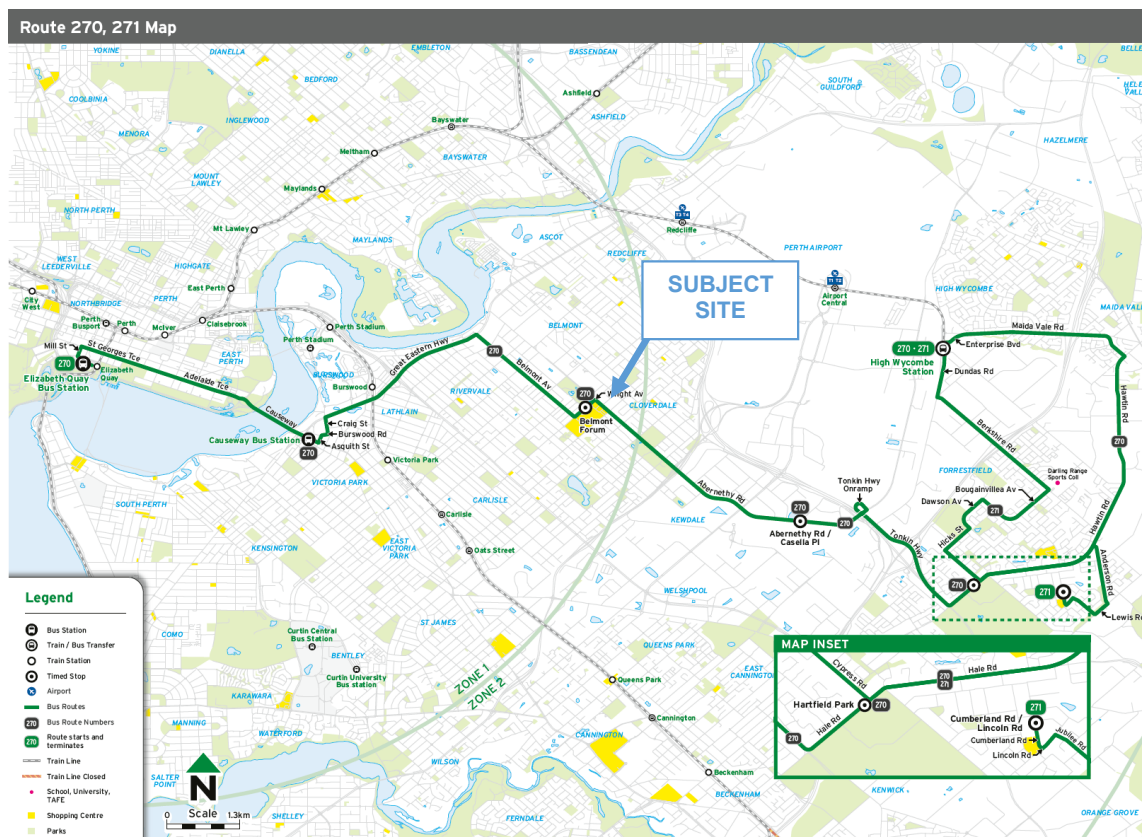 Route 270, 271 Map
YOKINE
DIANELLA
EMBLETON
BASSENDEAN
COOLBINIA
BEDFORD
Ashfield
SOUTH
GUILDFORD
INGLEWOOD
MENORA
Bayswater
ASHFIELD
HAZELMERE
Meltham
BAYSWATER
MOUNT
LAWLEY
Maylands
NORTH PERTH
T3 T4
Redcliffe
Mt Lawley
MAYLANDS
ASCOT
REDCLIFFE
PERTH AIRPORT
WEST
LEEDERVILLE
HIGHGATE
SUBJECT
SITE
T1 T2
Airport
Central
HIGH WYCOMBE
City
West
NORTHBRIDGE
PERTH
East Perth
MAIDA VALE
Perth
Busport
Perth
McIver
Claisebrook
Perth Stadium
BELMONT
Maida Vale Rd
Mill St
St Georges Tce
EAST
PERTH
Perth Stadium
Great Eastern Hwy
270
270 - 271
High Wycombe
Station
Enterprise Bvd
270
Elizabeth Quay
Bus Station
Elizabeth
Quay
Adelaide Tce
BURSWOOD
Burswood
RIVERVALE
Belmont Av
270
Wright Av
Dundas Rd
Hawtin Rd
Belmont
Forum
CLOVERDALE
Causeway
LATHLAIN
Craig St
Burswood Rd
Asquith St
Causeway Bus Station
270
Berkshire Rd
270
Victoria Park
VICTORIA PARK
FORRESTFIELD
Darling Range
Sports Coll
SOUTH PERTH
CARLISLE
Abernethy Rd
Tonkin Hwy
Onramp
Bougainvillea Av
Dawson Av
271
Hawtin Rd
Carlisle
KEWDALE
270
270
Abernethy Rd /
Casella Pl
Hicks St
KENSINGTON
EAST
VICTORIA
PARK
Oats Street
Tonkin Hwy
Anderson Rd
WELSHPOOL
270
271
Lewis Rd
Legend
Bus Station
Train / Bus Transfer
Train Station
Timed Stop
Airport
Bus Routes
270
Bus Route Numbers
270
Route starts and
terminates
Train Line
Train Line Closed
School, University,
TAFE
Shopping Centre
Parks
COMO
Curtin Central
Bus Station
BENTLEY
Curtin University
Bus station
ST JAMES
QUEENS PARK
ZONE 1
ZONE 2
EAST
CANNINGTON
KARAWARA
Queens Park
MANNING
WATERFORD
Cannington
CANNINGTON
SALTER
POINT
WILSON
Beckenham
BECKENHAM
N
0
Scale
1.3km
SHELLEY
FERNDALE
KENWICK
ORANGE GROVE
MAP INSET
Cypress Rd
Hale Rd
270
271
Hartfield Park
270
271
Hale Rd
Cumberland Rd /
Lincoln Rd
270
Cumberland Rd
Jubilee Rd
Lincoln Rd